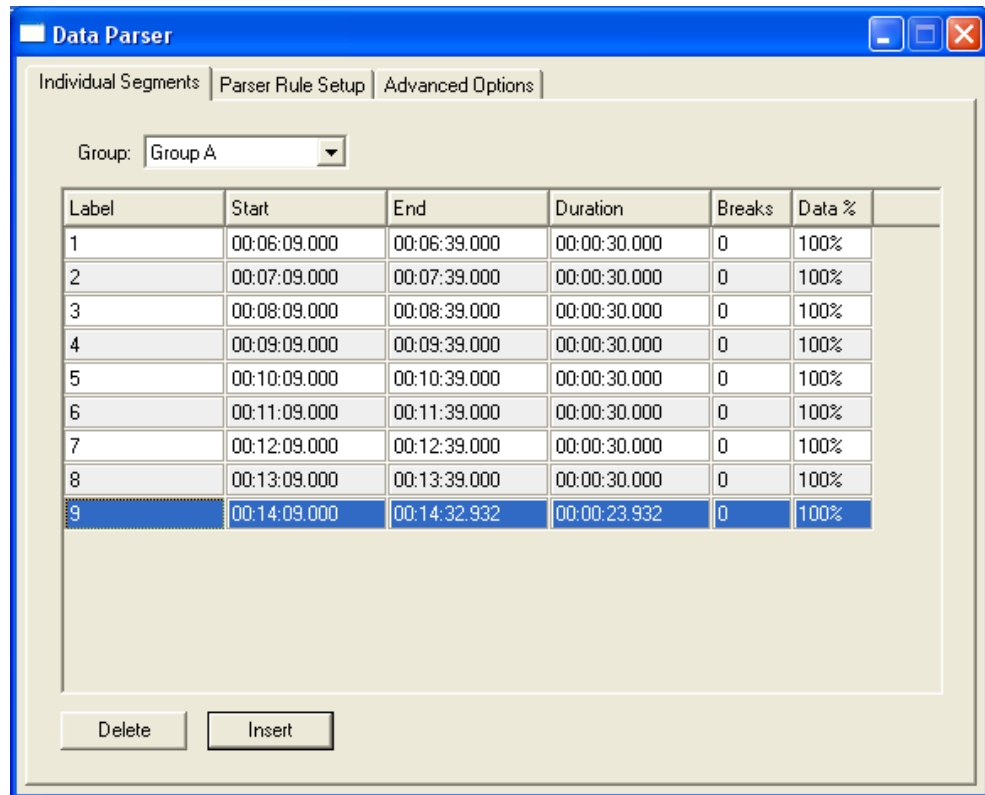 Data Parser
Individual Segments Parser Rule Setup Advanced Options
Group: Group A
Label Start End Duration Breaks Data %
1 00:06:09.000 00:06:39.000 00:00:30.000 0 100%
2 00:07:09.000 00:07:39.000 00:00:30.000 0 100%
3 00:08:09.000 00:08:39.000 00:00:30.000 0 100%
4 00:09:09.000 00:09:39.000 00:00:30.000 0 100%
5 00:10:09.000 00:10:39.000 00:00:30.000 0 100%
6 00:11:09.000 00:11:39.000 00:00:30.000 0 100%
7 00:12:09.000 00:12:39.000 00:00:30.000 0 100%
8 00:13:09.000 00:13:39.000 00:00:30.000 0 100%
9 00:14:09.000 00:14:32.932 00:00:23.932 0 100%
Delete Insert